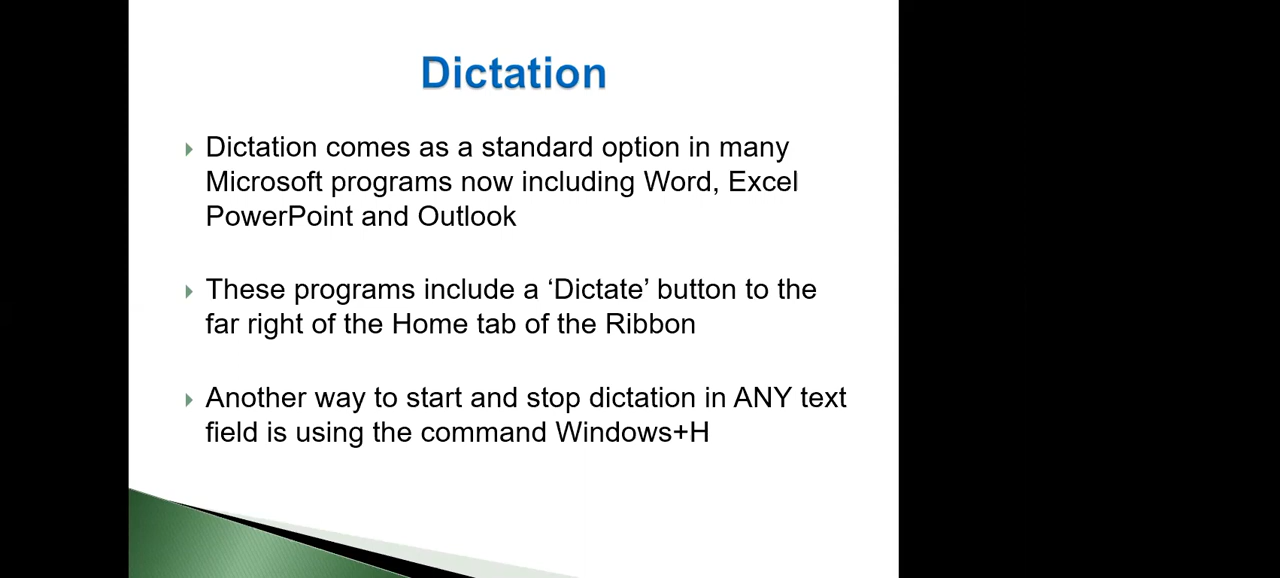 Dictation
Dictation comes as a standard option in many
Microsoft programs now including Word, Excel
PowerPoint and Outlook
These programs include a ‘Dictate’ button to the
far right of the Home tab of the Ribbon
Another way to start and stop dictation in ANY text
field is using the command Windows+H